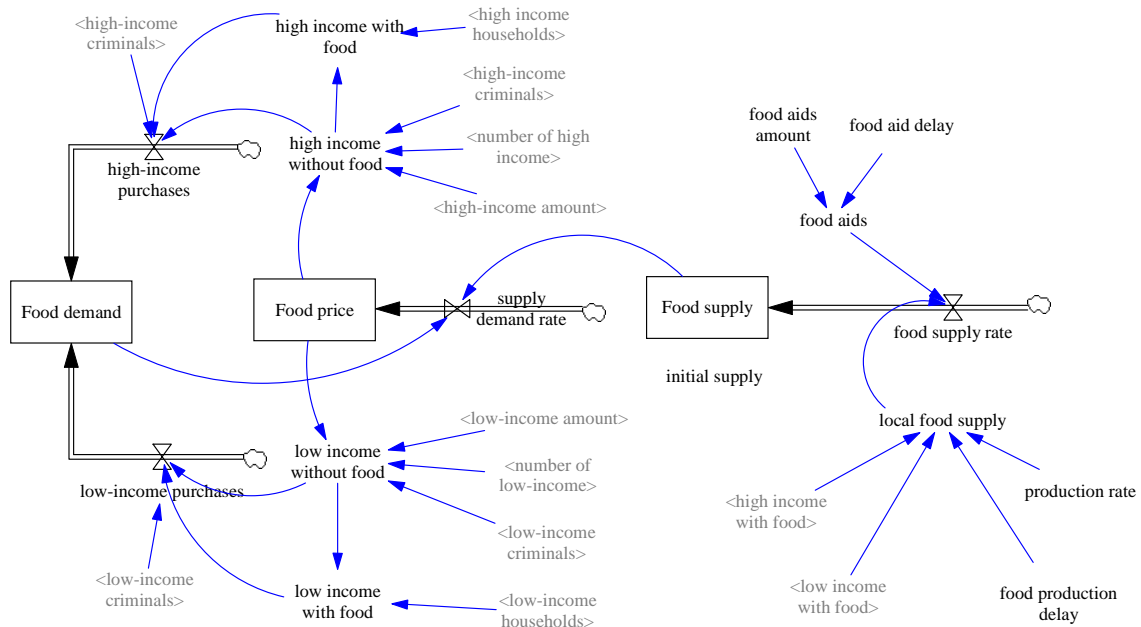 <high-income
criminals>
high income with
food
<high income
households>
<high-income
criminals>
high income
without food
<number of high
income>
<high-income amount>
high-income
purchases
food aids
amount
food aid delay
food aids
Food demand
Food price
supply
demand rate
Food supply
food supply rate
initial supply
local food supply
<low-income amount>
low income
without food
<number of
low-income>
low-income purchases
<low-income
criminals>
<low-income
criminals>
low income
with food
<low-income
households>
<high income
with food>
production rate
<low income
with food>
food production
delay